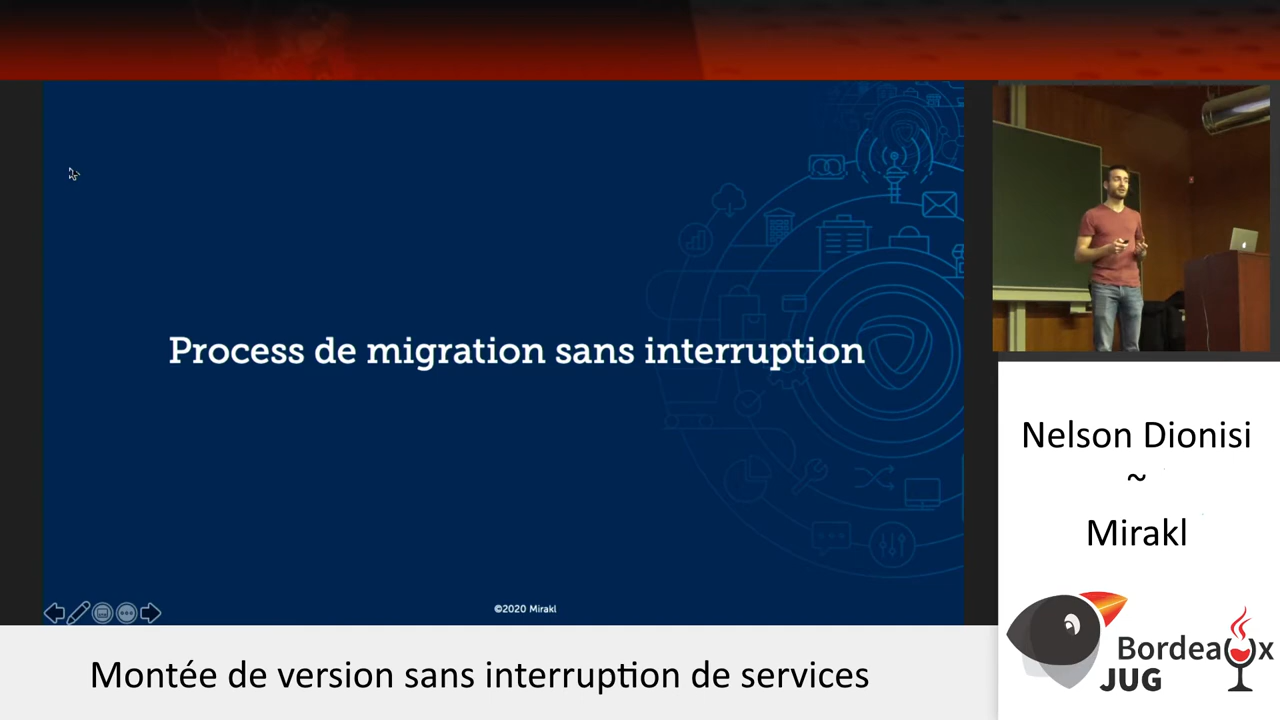 Process de migration sans interruption
©2020 Mirakl
Nelson Dionisi
~
Mirakl
Bordeaux
JUG
Montée de version sans interruption de services